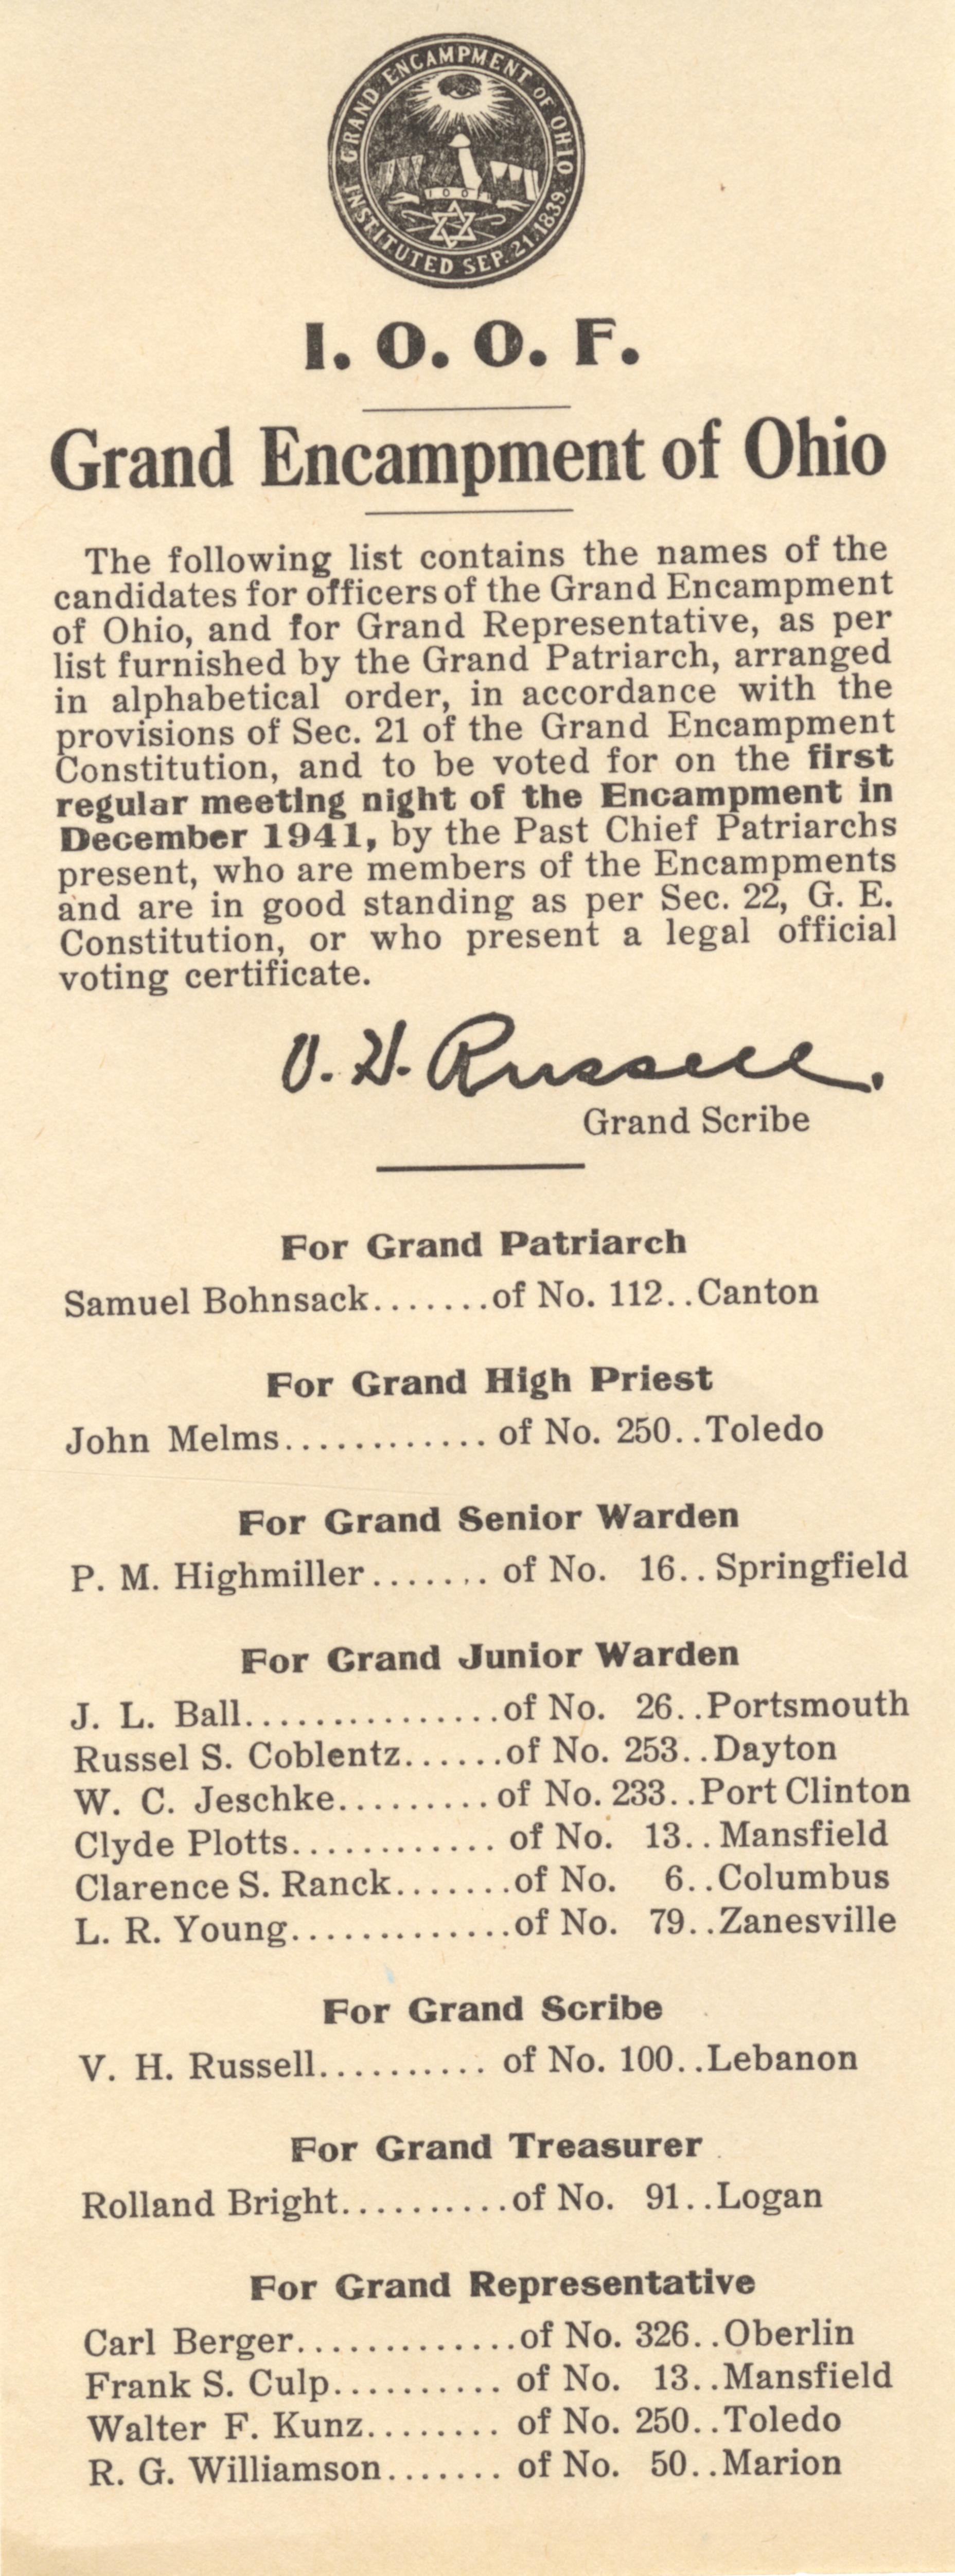 GRAND ENCAMPMENT OF OHIO
INSTITUTED SEP. 21, 1839.
I O O F
I. O. O. F.
Grand Encampment of Ohio
The following list contains the names of the
candidates for officers of the Grand Encampment
of Ohio, and for Grand Representative, as per
list furnished by the Grand Patriarch, arranged
in alphabetical order, in accordance with the
provisions of Sec. 21 of the Grand Encampment
Constitution, and to be voted for on the first
regular meeting night of the Encampment in
December 1941, by the Past Chief Patriarchs
present, who are members of the Encampments
and are in good standing as per Sec. 22, G. E.
Constitution, or who present a legal official
voting certificate.
V. H. Russell.
Grand Scribe
For Grand Patriarch
Samuel Bohnsack.......of No. 112..Canton
For Grand High Priest
John Melms............ of No. 250..Toledo
For Grand Senior Warden
P. M. Highmiller....... of No. 16.. Springfield
For Grand Junior Warden
J. L. Ball...............of No. 26..Portsmouth
Russel S. Coblentz......of No. 253..Dayton
W. C. Jeschke......... of No. 233..Port Clinton
Clyde Plotts............ of No. 13.. Mansfield
Clarence S. Ranck.......of No. 6..Columbus
L. R. Young.............of No. 79..Zanesville
For Grand Scribe
V. H. Russell.......... of No. 100..Lebanon
For Grand Treasurer
Rolland Bright..........of No. 91..Logan
For Grand Representative
Carl Berger.............of No. 326..Oberlin
Frank S. Culp.......... of No. 13..Mansfield
Walter F. Kunz........ of No. 250..Toledo
R. G. Williamson....... of No. 50..Marion